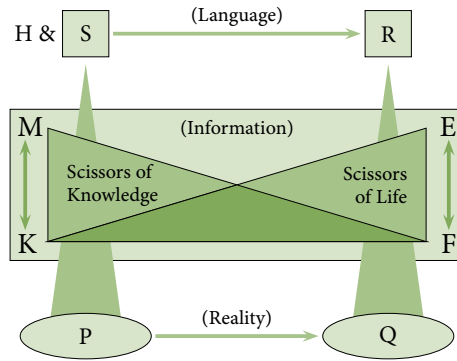 (Language)
H & S R
M (Information) E
Scissors of
Knowledge
Scissors
of Life
K F
(Reality)
P Q